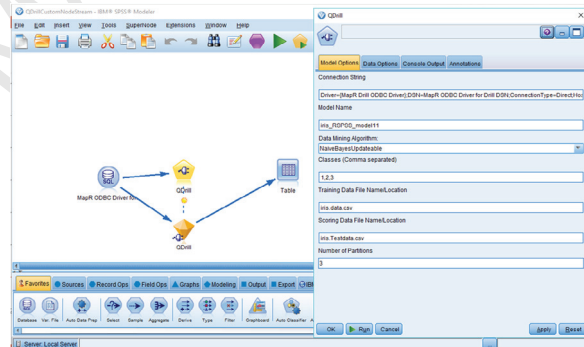 QDrillCustomNodeStream - IBM® SPSS® Modeler
File Edit Insert View Tools SuperNode Extensions Window Help
SQL
MapR ODBC Driver for
QDrill
QDrill
Table
Favorites Sources Record Ops Field Ops Graphs Modeling Output Export
Database Var. File Auto Data Prep Select Sample Aggregate Derive Type Filter Graphboard Auto Classifier
Server: Local Server
QDrill
Model Options Data Options Console Output Annotations
Connection String
Driver={MapR Drill ODBC Driver};DSN=MapR ODBC Driver for Drill DSN;ConnectionType=Direct;Hos
Model Name
iris_RSPSS_model11
Data Mining Algorithm:
NaiveBayesUpdateable
Classes (Comma separated)
1,2,3
Training Data File Name/Location
iris.data.csv
Scoring Data File Name/Location
iris.Testdata.csv
Number of Partitions
3
OK Run Cancel Apply Reset